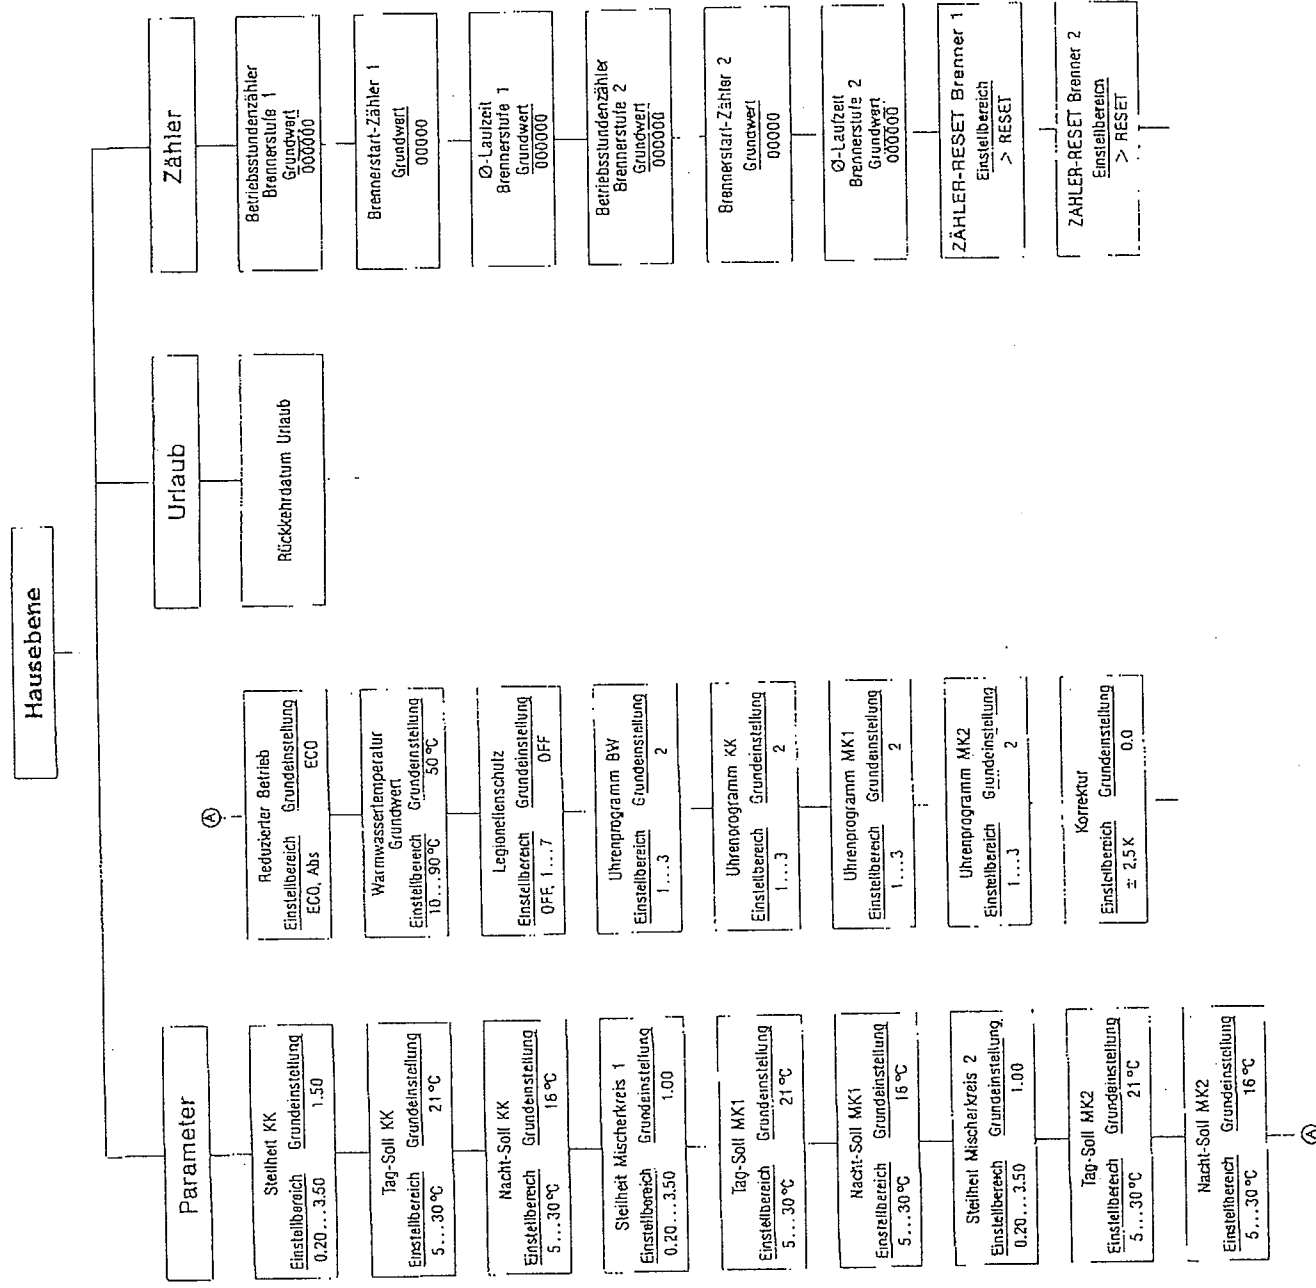 Hausebene
Parameter
Steilheit KK
Einstellbereich Grundeinstellung
0.20...3.50 1.50
Tag-Soll KK
Einstellbereich Grundeinstellung
5...30°C 21°C
Nacht-Soll KK
Einstellbereich Grundeinstellung
5...30°C 16°C
Steilheit Mischerkreis 1
Einstellbereich Grundeinstellung
0.20...3.50 1.00
Tag-Soll MK1
Einstellbereich Grundeinstellung
5...30°C 21°C
Nacht-Soll MK1
Einstellbereich Grundeinstellung
5...30°C 16°C
Steilheit Mischerkreis 2
Einstellbereich Grundeinstellung
0.20...3.50 1.00
Tag-Soll MK2
Einstellbereich Grundeinstellung
5...30°C 21°C
Nacht-Soll MK2
Einstellbereich Grundeinstellung
5...30°C 16°C
A
A
Reduzierter Betrieb
Einstellbereich Grundeinstellung
ECO, Abs ECO
Warmwassertemperatur
Grundwert
Einstellbereich Grundeinstellung
10...90°C 50°C
Legionellenschutz
Einstellbereich Grundeinstellung
OFF, 1...7 OFF
Uhrenprogramm BW
Einstellbereich Grundeinstellung
1...3 2
Uhrenprogramm KK
Einstellbereich Grundeinstellung
1...3 2
Uhrenprogramm MK1
Einstellbereich Grundeinstellung
1...3 2
Uhrenprogramm MK2
Einstellbereich Grundeinstellung
1...3 2
Korrektur
Einstellbereich Grundeinstellung
± 2,5 K 0.0
Urlaub
Rückkehrdatum Urlaub
Zähler
Betriebsstundenzähler
Brennerstufe 1
Grundwert
000000
Brennerstart-Zähler 1
Grundwert
00000
Ø-Laufzeit
Brennerstufe 1
Grundwert
000000
Betriebsstundenzähler
Brennerstufe 2
Grundwert
000000
Brennerstart-Zähler 2
Grundwert
00000
Ø-Laufzeit
Brennerstufe 2
Grundwert
000000
ZÄHLER-RESET Brenner 1
Einstellbereich
> RESET
ZÄHLER-RESET Brenner 2
Einstellbereich
> RESET